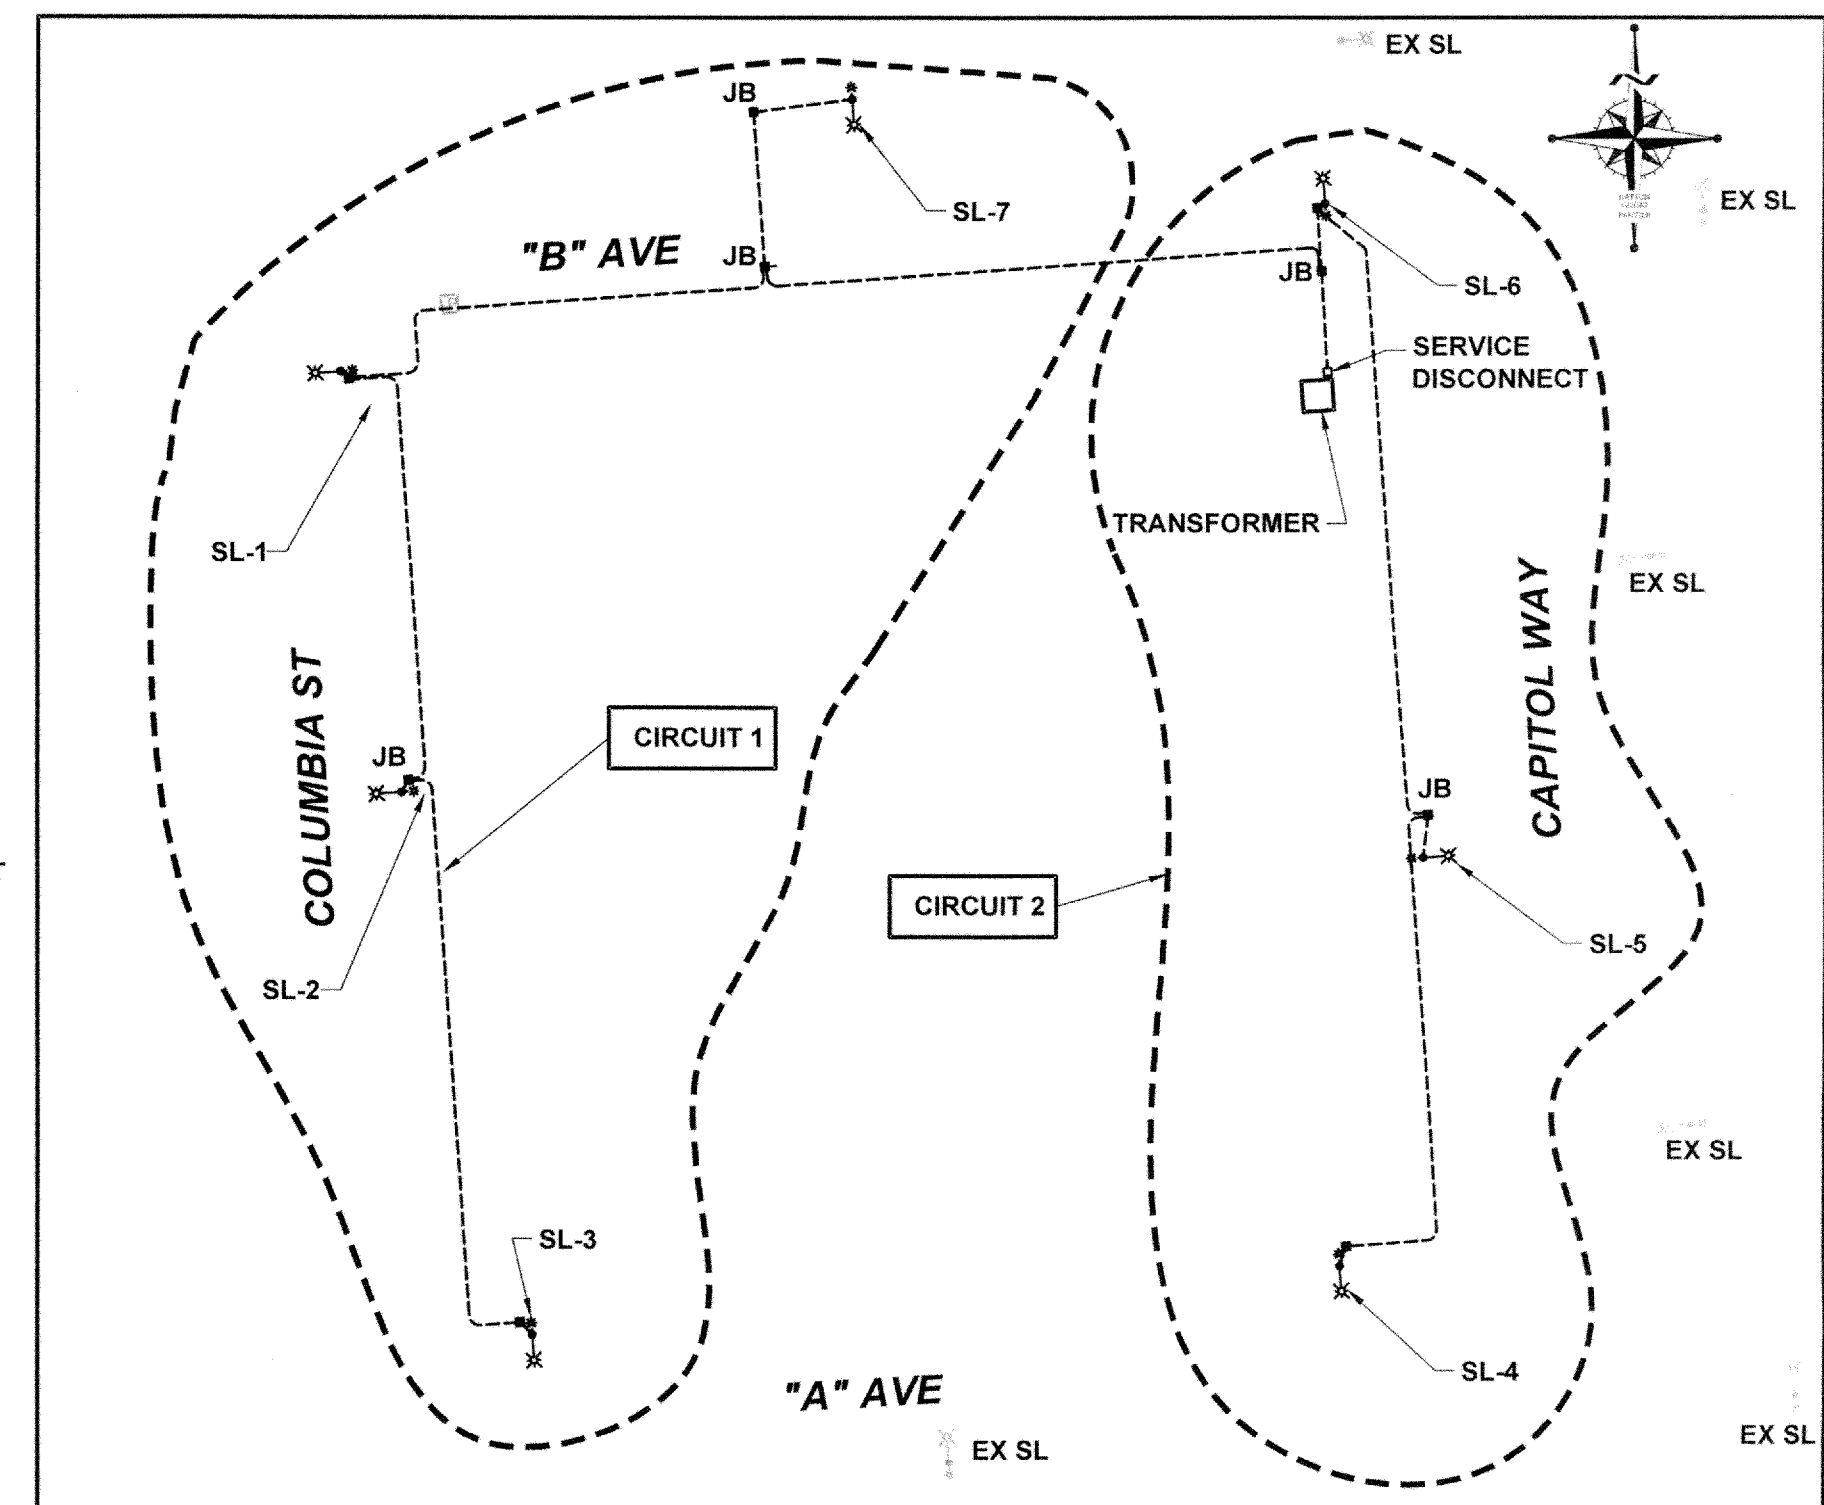 EX SL
JB
SL-7
EX SL
"B" AVE
JB
JB
SL-6
SERVICE
DISCONNECT
TRANSFORMER
SL-1
EX SL
COLUMBIA ST
CAPITOL WAY
CIRCUIT 1
JB
JB
CIRCUIT 2
SL-5
SL-2
EX SL
SL-3
SL-4
"A" AVE
EX SL
EX SL